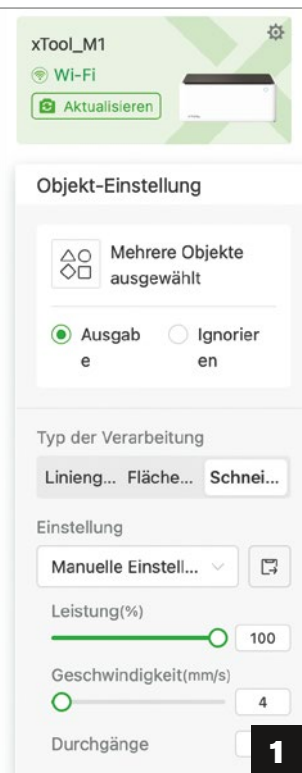 xTool_M1
Wi-Fi
Aktualisieren
Objekt-Einstellung
Mehrere Objekte
ausgewählt
Ausgab
e
Ignorier
en
Typ der Verarbeitung
Linieng... Fläche... Schnei...
Einstellung
Manuelle Einstell...
Leistung(%)
100
Geschwindigkeit(mm/s)
4
Durchgänge
1